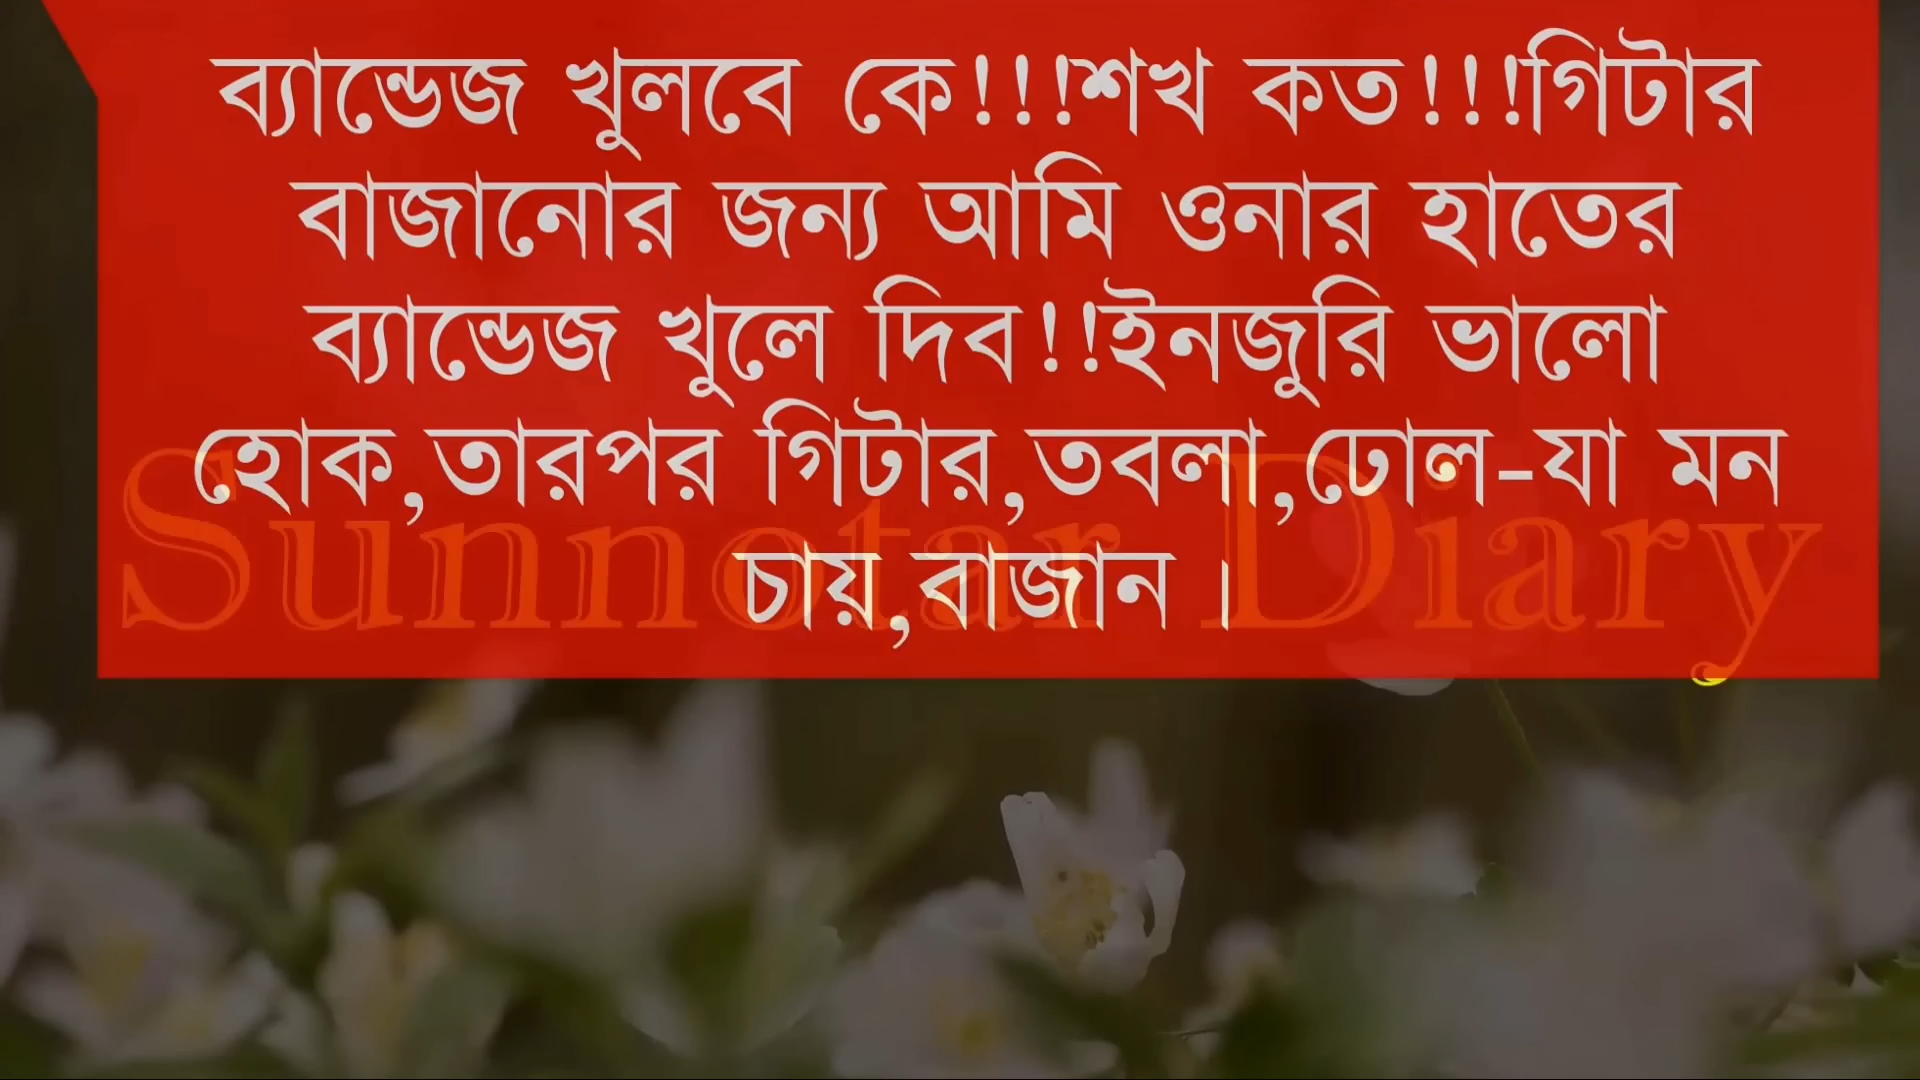 ব্যান্ডেজ খুলবে কে!!!শখ কত!!!গিটার
বাজানোর জন্য আমি ওনার হাতের
ব্যান্ডেজ খুলে দিব!!ইনজুরি ভালো
হোক,তারপর গিটার,তবলা,ঢোল-যা মন
চায়,বাজান।
Sunnotar Diary